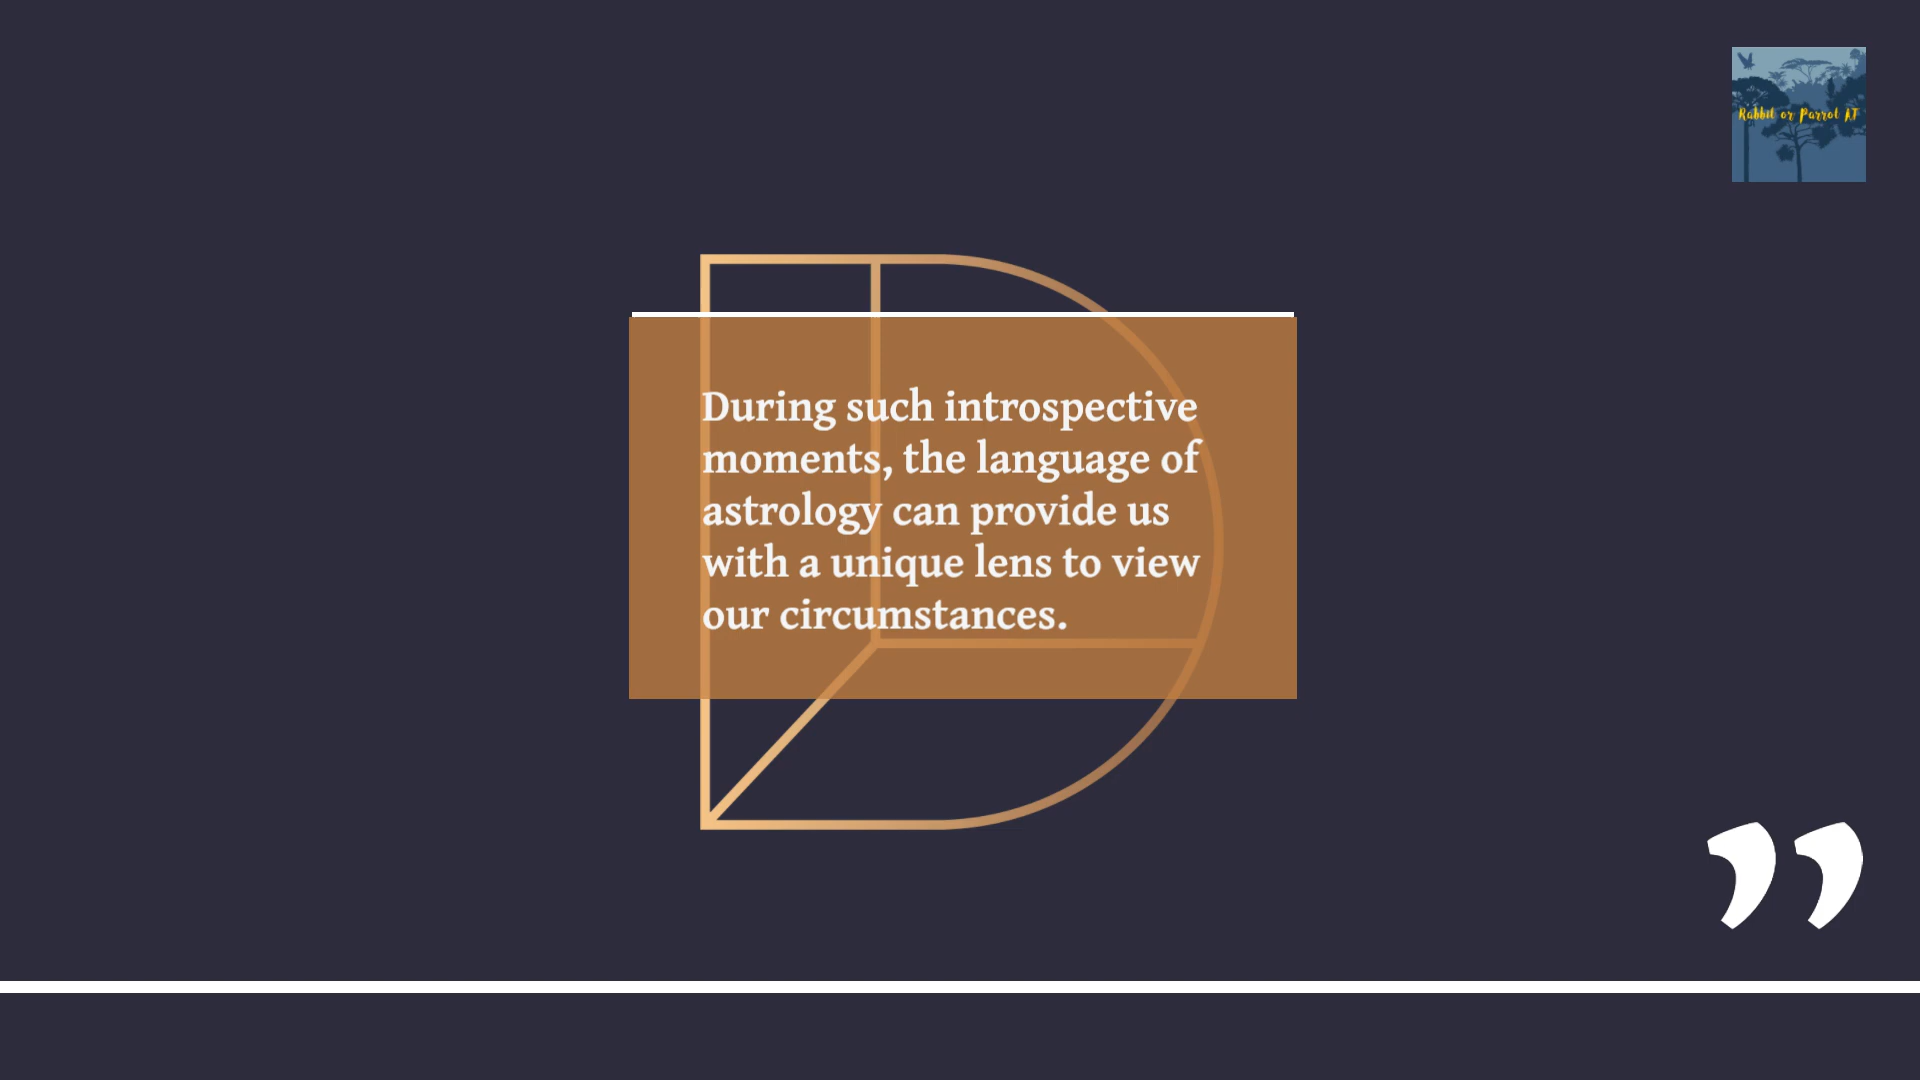 Rabbit or Parrot AT
During such introspective
moments, the language of
astrology can provide us
with a unique lens to view
our circumstances.
”